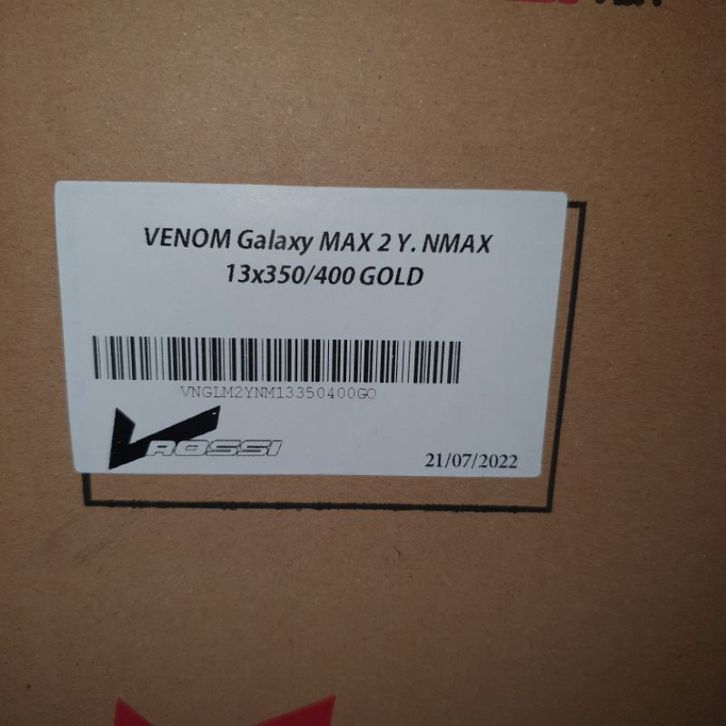 VENOM Galaxy MAX 2 Y. NMAX
13x350/400 GOLD
VNGLM2YNM13350400GO
V ROSSI
21/07/2022